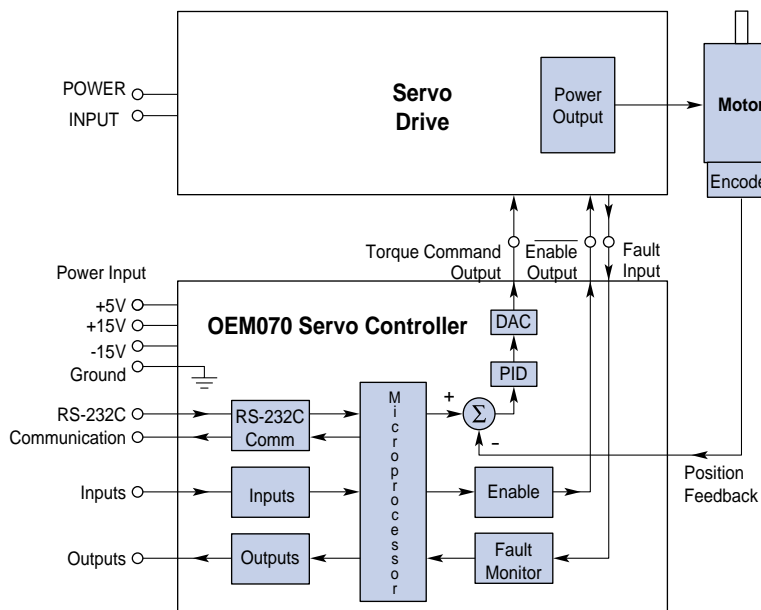 POWER
INPUT
Servo
Drive
Power
Output
Motor
Encode
Torque Command
Output
Enable
Output
Fault
Input
Power Input
+5V
+15V
-15V
Ground
OEM070 Servo Controller
DAC
PID
+
Σ
-
RS-232C
Communication
RS-232C
Comm
Microprocessor
Position
Feedback
Inputs
Inputs
Enable
Outputs
Outputs
Fault
Monitor